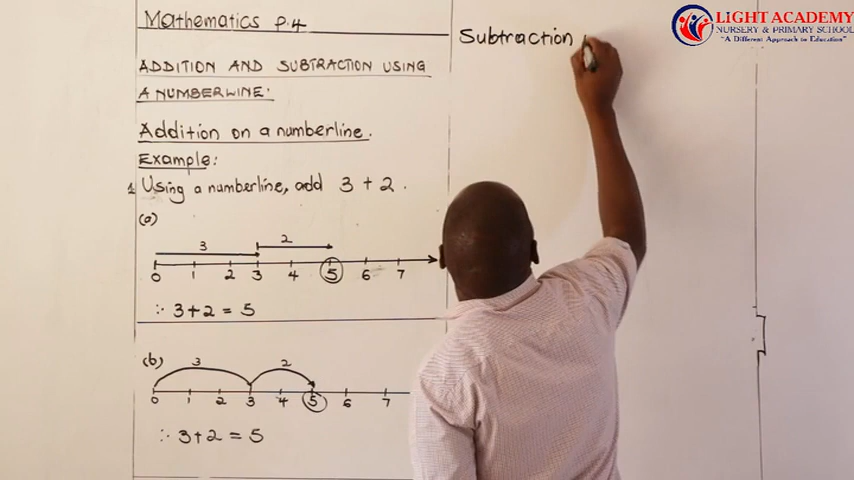 Mathematics p.4
ADDITION AND SUBTRACTION USING
A NUMBERLINE:
Addition on a numberline.
Example:
1. Using a numberline, add 3 + 2.
(a)
3 2
0 1 2 3 4 5 6 7
∴ 3+2 = 5
(b)
3 2
0 1 2 3 4 5 6 7
∴ 3+2 = 5
Subtraction
LIGHT ACADEMY
NURSERY & PRIMARY SCHOOL
"A Different Approach to Education"